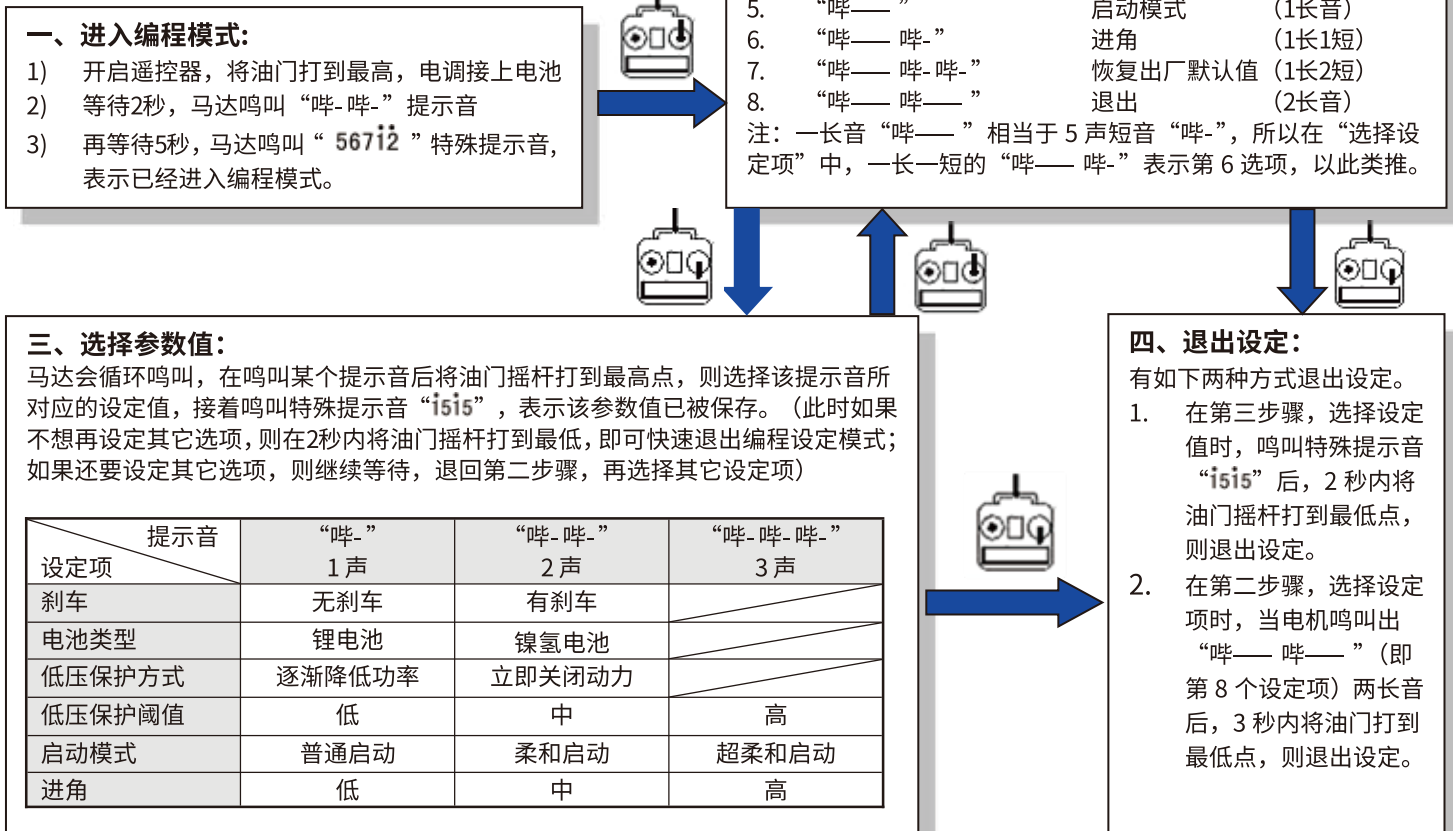 一、进入编程模式:
1) 开启遥控器，将油门打到最高，电调接上电池
2) 等待2秒，马达鸣叫“哔-哔-”提示音
3) 再等待5秒，马达鸣叫“ 567i2 ”特殊提示音,
表示已经进入编程模式。
5. “哔—— ” 启动模式 （1长音）
6. “哔—— 哔-” 进角 （1长1短）
7. “哔—— 哔-哔-” 恢复出厂默认值（1长2短）
8. “哔—— 哔—— ” 退出 （2长音）
注：一长音“哔—— ”相当于 5 声短音“哔-”，所以在“选择设
定项”中，一长一短的“哔—— 哔-”表示第 6 选项，以此类推。
三、选择参数值：
马达会循环鸣叫，在鸣叫某个提示音后将油门摇杆打到最高点，则选择该提示音所
对应的设定值，接着鸣叫特殊提示音“i5i5”，表示该参数值已被保存。（此时如果
不想再设定其它选项,则在2秒内将油门摇杆打到最低，即可快速退出编程设定模式；
如果还要设定其它选项，则继续等待，退回第二步骤，再选择其它设定项）
提示音 “哔-” “哔-哔-” “哔-哔-哔-”
设定项 1 声 2 声 3 声
刹车 无刹车 有刹车
电池类型 锂电池 镍氢电池
低压保护方式 逐渐降低功率 立即关闭动力
低压保护阈值 低 中 高
启动模式 普通启动 柔和启动 超柔和启动
进角 低 中 高
四、退出设定：
有如下两种方式退出设定。
1. 在第三步骤，选择设定
值时，鸣叫特殊提示音
“i5i5”后，2 秒内将
油门摇杆打到最低点，
则退出设定。
2. 在第二步骤，选择设定
项时，当电机鸣叫出
“哔—— 哔—— ”（即
第 8 个设定项）两长音
后，3 秒内将油门打到
最低点，则退出设定。